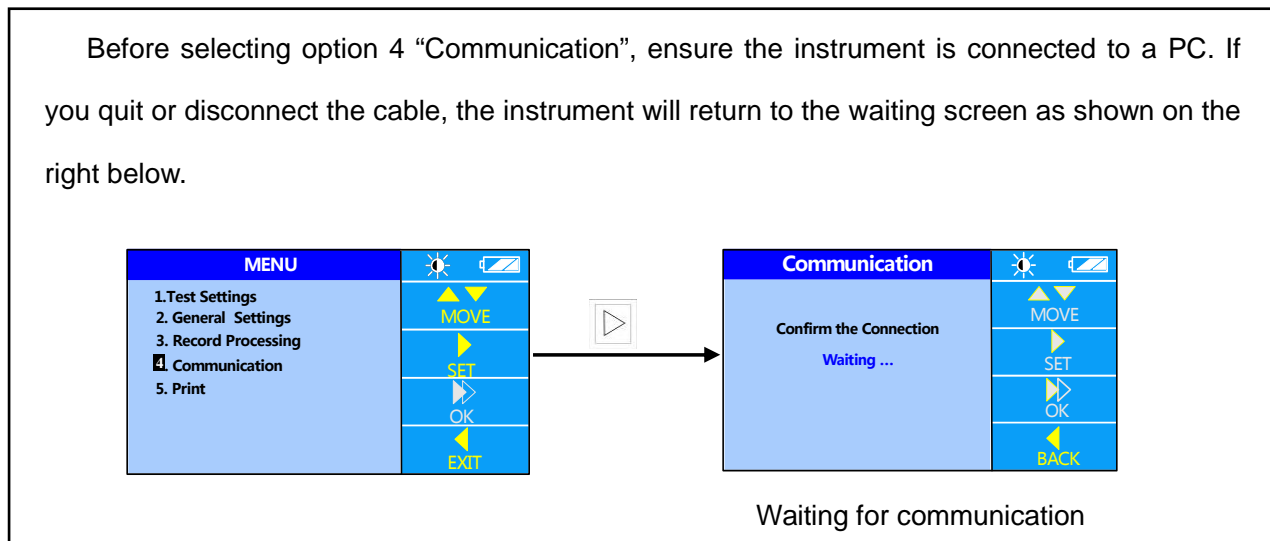 Before selecting option 4 “Communication”, ensure the instrument is connected to a PC. If
you quit or disconnect the cable, the instrument will return to the waiting screen as shown on the
right below.
MENU
1.Test Settings
2. General Settings
3. Record Processing
4. Communication
5. Print
MOVE
SET
OK
EXIT
Communication
Confirm the Connection
Waiting ...
MOVE
SET
OK
BACK
Waiting for communication